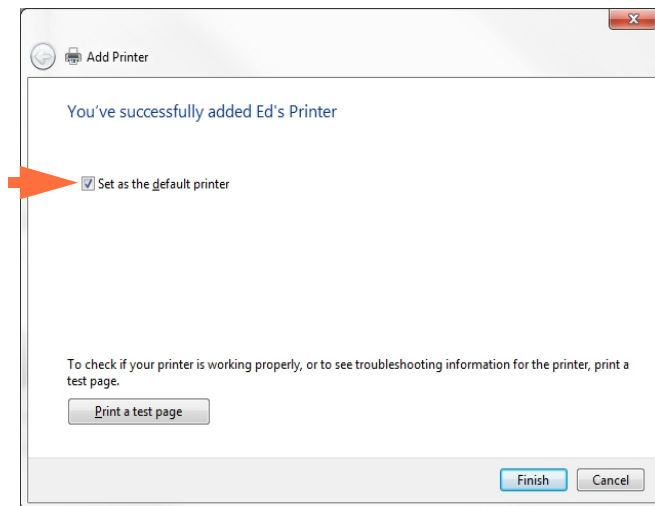 Add Printer
You've successfully added Ed's Printer
Set as the default printer
To check if your printer is working properly, or to see troubleshooting information for the printer, print a
test page.
Print a test page
Finish Cancel